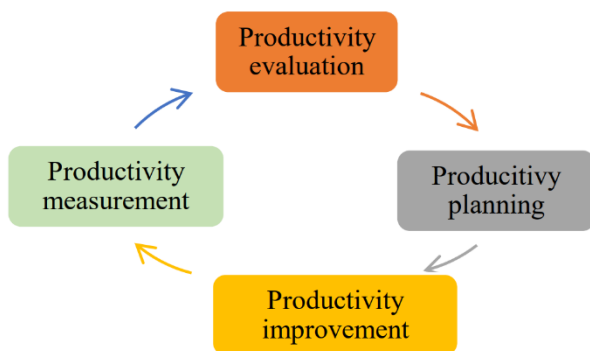 Productivity
evaluation
Producitivy
planning
Productivity
improvement
Productivity
measurement